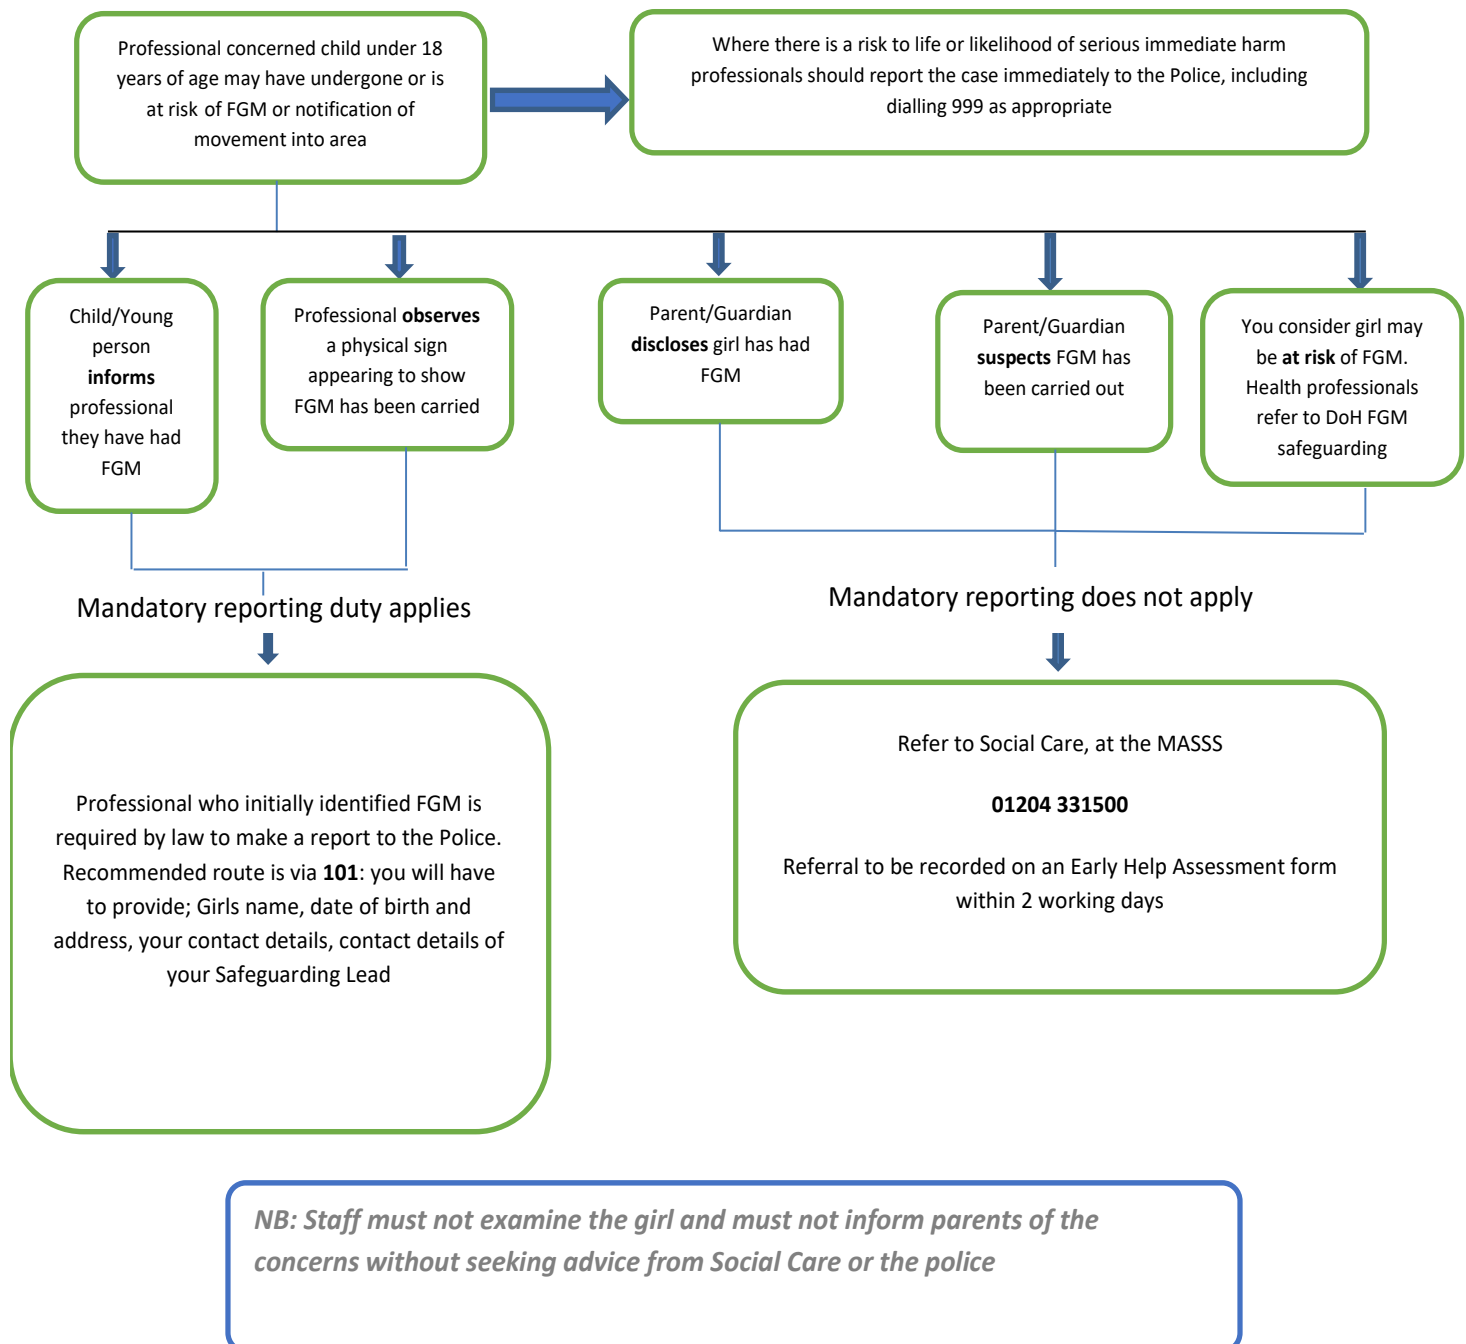 Professional concerned child under 18
years of age may have undergone or is
at risk of FGM or notification of
movement into area
Where there is a risk to life or likelihood of serious immediate harm
professionals should report the case immediately to the Police, including
dialling 999 as appropriate
Child/Young
person
informs
professional
they have had
FGM
Professional observes
a physical sign
appearing to show
FGM has been carried
Parent/Guardian
discloses girl has had
FGM
Parent/Guardian
suspects FGM has
been carried out
You consider girl may
be at risk of FGM.
Health professionals
refer to DoH FGM
safeguarding
Mandatory reporting duty applies
Mandatory reporting does not apply
Professional who initially identified FGM is
required by law to make a report to the Police.
Recommended route is via 101: you will have
to provide; Girls name, date of birth and
address, your contact details, contact details of
your Safeguarding Lead
Refer to Social Care, at the MASSS
01204 331500
Referral to be recorded on an Early Help Assessment form
within 2 working days
NB: Staff must not examine the girl and must not inform parents of the
concerns without seeking advice from Social Care or the police